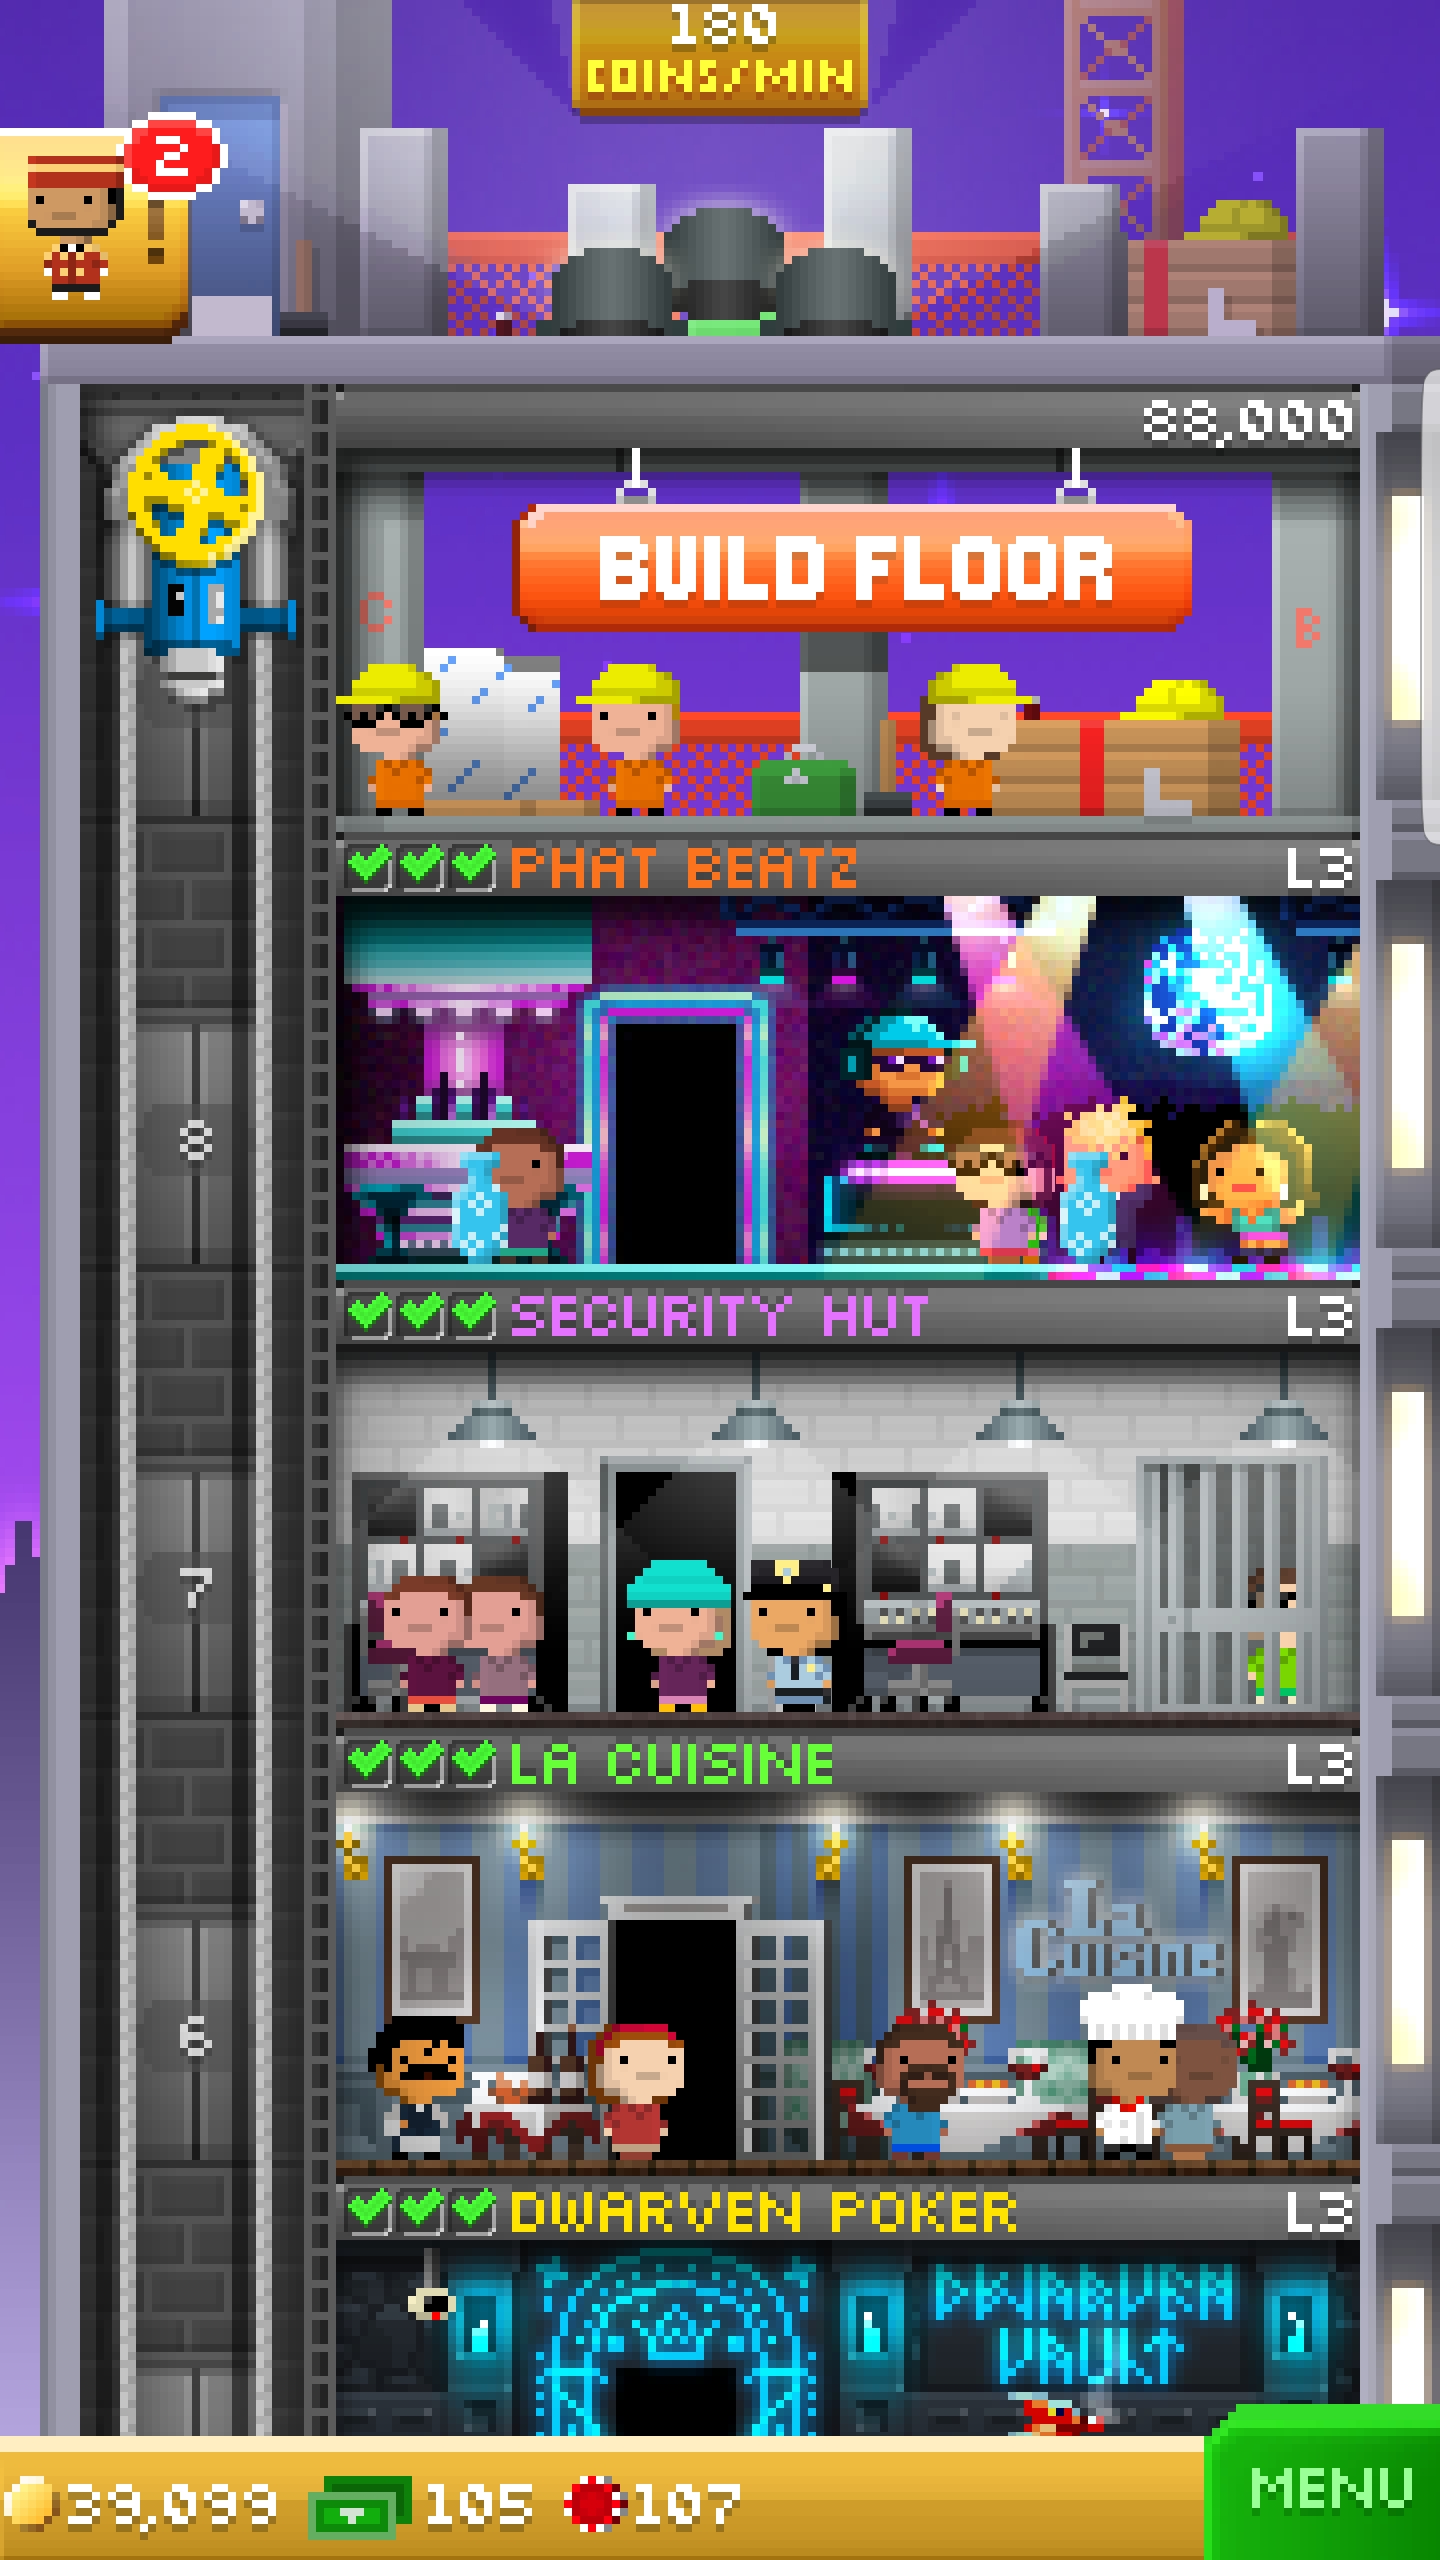 180
COINS/MIN
2
88,000
BUILD FLOOR
C
B
PHAT BEATZ
L3
8
SECURITY HUT
L3
7
LA CUISINE
L3
La
Cuisine
6
DWARVEN POKER
L3
DWARVEN
VAULT
39,099
105
107
MENU